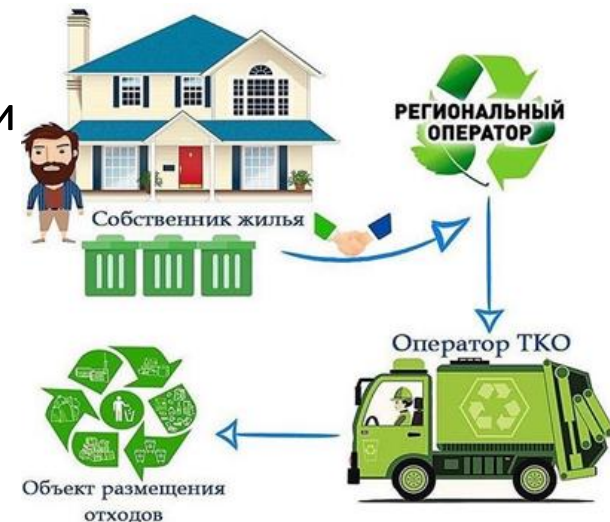 и
РЕГИОНАЛЬНЫЙ
ОПЕРАТОР
Собственник жилья
Оператор ТКО
Объект размещения
отходов